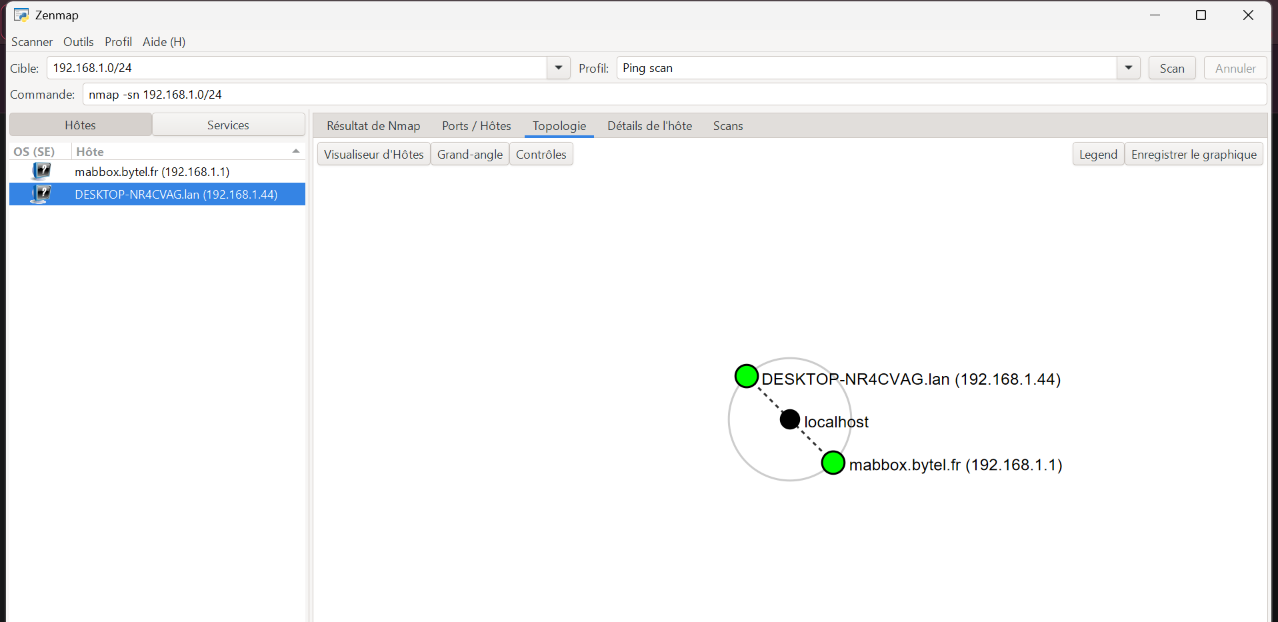 Zenmap
Scanner Outils Profil Aide (H)
Cible: 192.168.1.0/24 Profil: Ping scan Scan Annuler
Commande: nmap -sn 192.168.1.0/24
Hôtes Services Résultat de Nmap Ports / Hôtes Topologie Détails de l'hôte Scans
OS (SE) Hôte Visualiseur d'Hôtes Grand-angle Contrôles Legend Enregistrer le graphique
mabbox.bytel.fr (192.168.1.1)
DESKTOP-NR4CVAG.lan (192.168.1.44)
DESKTOP-NR4CVAG.lan (192.168.1.44)
localhost
mabbox.bytel.fr (192.168.1.1)